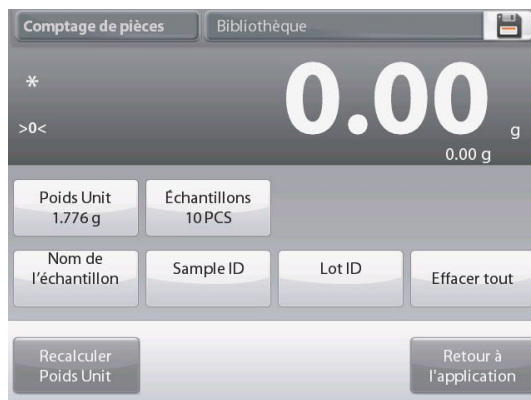 Comptage de pièces
Bibliothèque
*
0.00 g
>0<
0.00 g
Poids Unit
1.776 g
Échantillons
10 PCS
Nom de
l'échantillon
Sample ID
Lot ID
Effacer tout
Recalculer
Poids Unit
Retour à
l'application